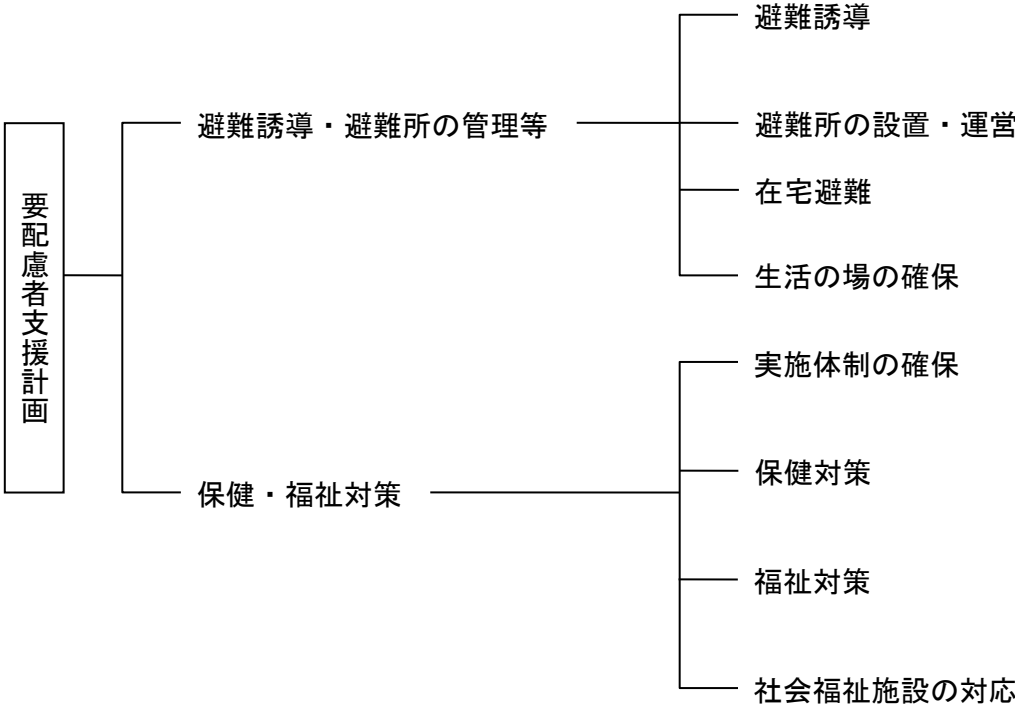 要配慮者支援計画
避難誘導・避難所の管理等
避難誘導
避難所の設置・運営
在宅避難
生活の場の確保
保健・福祉対策
実施体制の確保
保健対策
福祉対策
社会福祉施設の対応